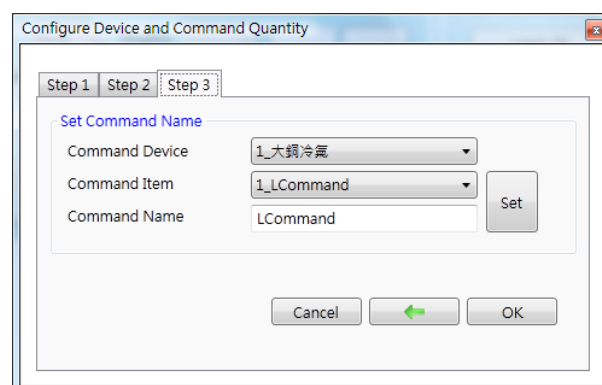 Configure Device and Command Quantity
Step 1 Step 2 Step 3
Set Command Name
Command Device 1_大銅冷氣
Command Item 1_LCommand
Command Name LCommand
Set
Cancel OK